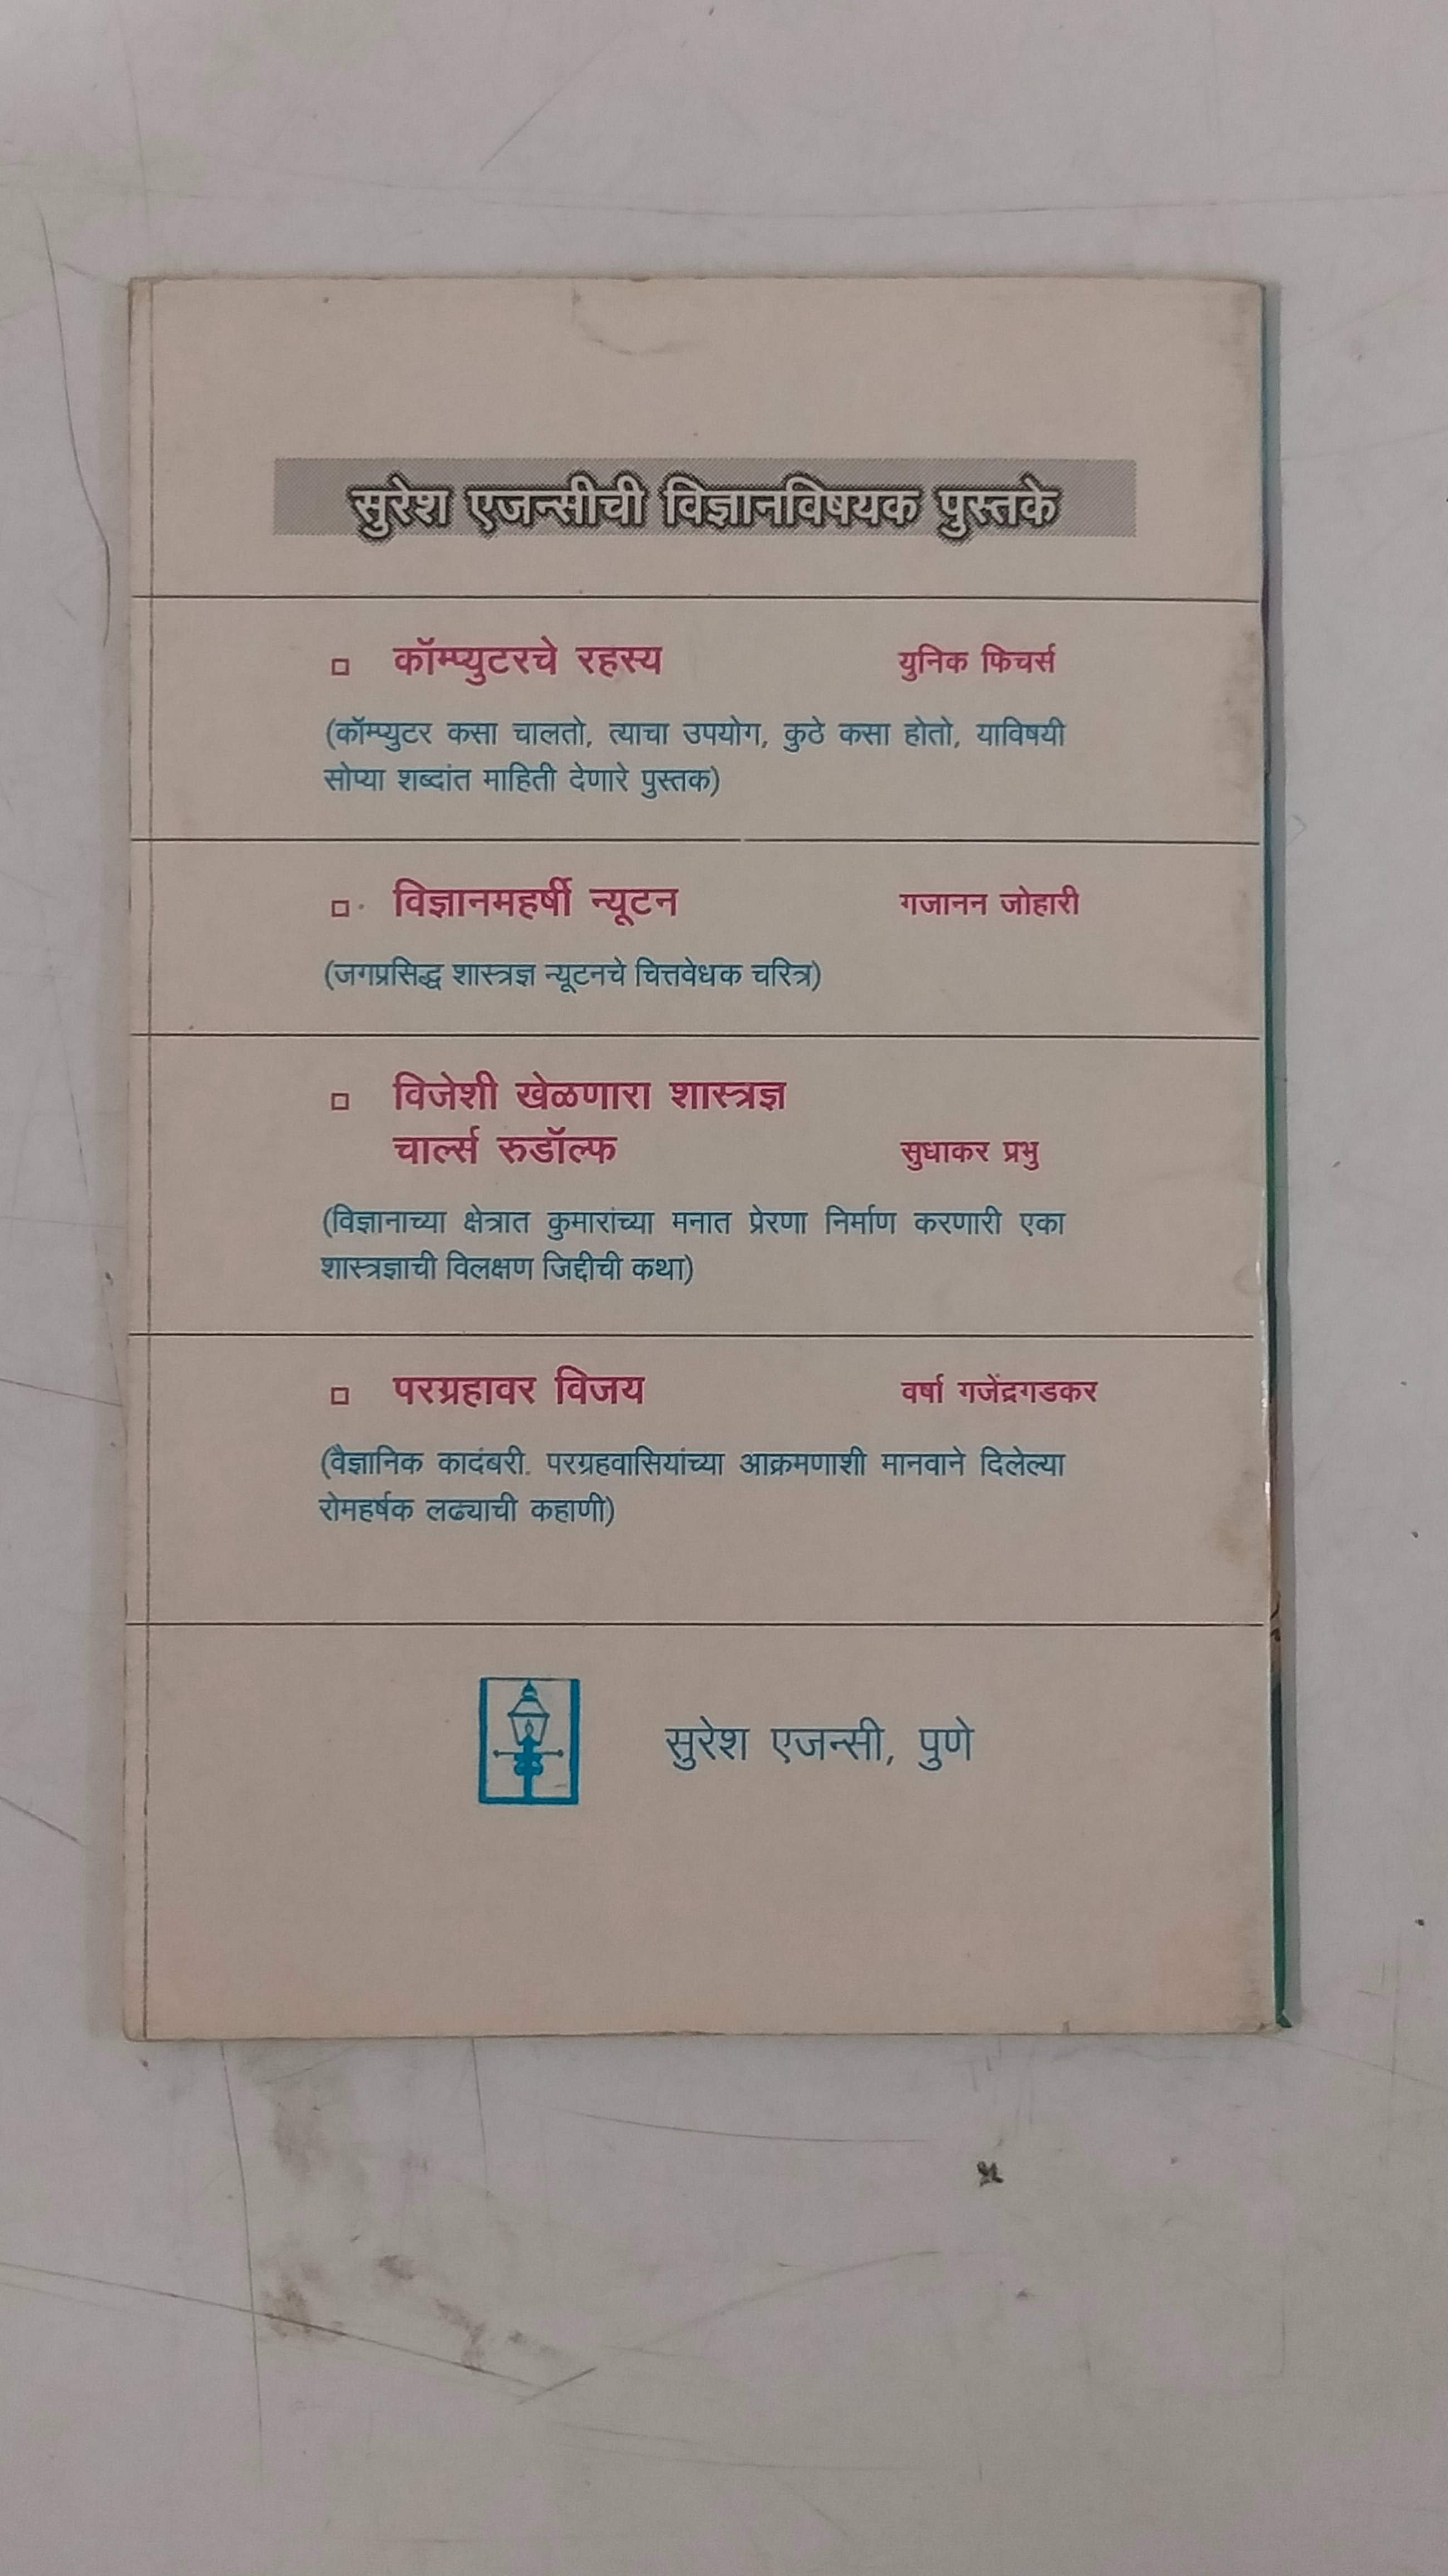 सुरेश एजन्सीची विज्ञानविषयक पुस्तके
□ कॉम्प्युटरचे रहस्य युनिक फिचर्स
(कॉम्प्युटर कसा चालतो, त्याचा उपयोग, कुठे कसा होतो, याविषयी
सोप्या शब्दांत माहिती देणारे पुस्तक)
□ विज्ञानमहर्षी न्यूटन गजानन जोहारी
(जगप्रसिद्ध शास्त्रज्ञ न्यूटनचे चित्तवेधक चरित्र)
□ विजेशी खेळणारा शास्त्रज्ञ
चार्ल्स रुडॉल्फ सुधाकर प्रभु
(विज्ञानाच्या क्षेत्रात कुमारांच्या मनात प्रेरणा निर्माण करणारी एका
शास्त्रज्ञाची विलक्षण जिद्दीची कथा)
□ परग्रहावर विजय वर्षा गजेंद्रगडकर
(वैज्ञानिक कादंबरी. परग्रहवासियांच्या आक्रमणाशी मानवाने दिलेल्या
रोमहर्षक लढ्याची कहाणी)
सुरेश एजन्सी, पुणे